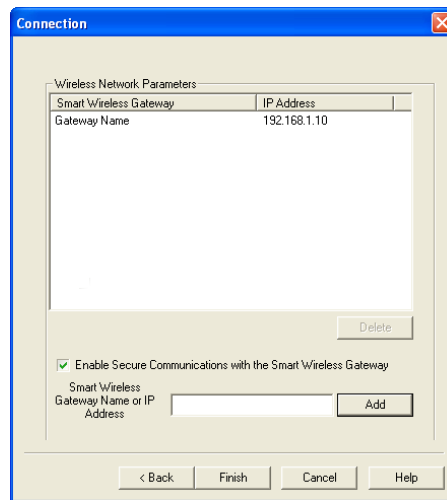 Connection
Wireless Network Parameters
Smart Wireless Gateway IP Address
Gateway Name 192.168.1.10
Delete
Enable Secure Communications with the Smart Wireless Gateway
Smart Wireless
Gateway Name or IP
Address
Add
< Back Finish Cancel Help